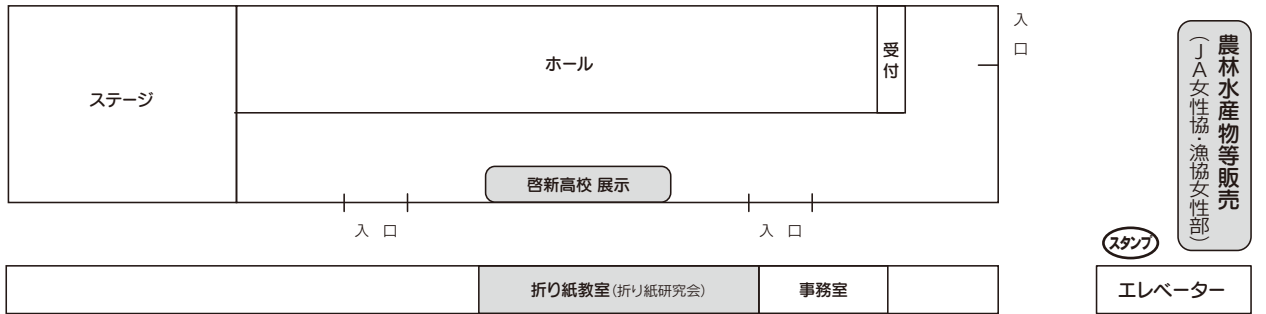 ステージ
ホール
受付
入口
農林水産物等販売
（JA女性協・漁協女性部）
啓新高校 展示
入 口
入 口
スタンプ
折り紙教室（折り紙研究会）
事務室
エレベーター